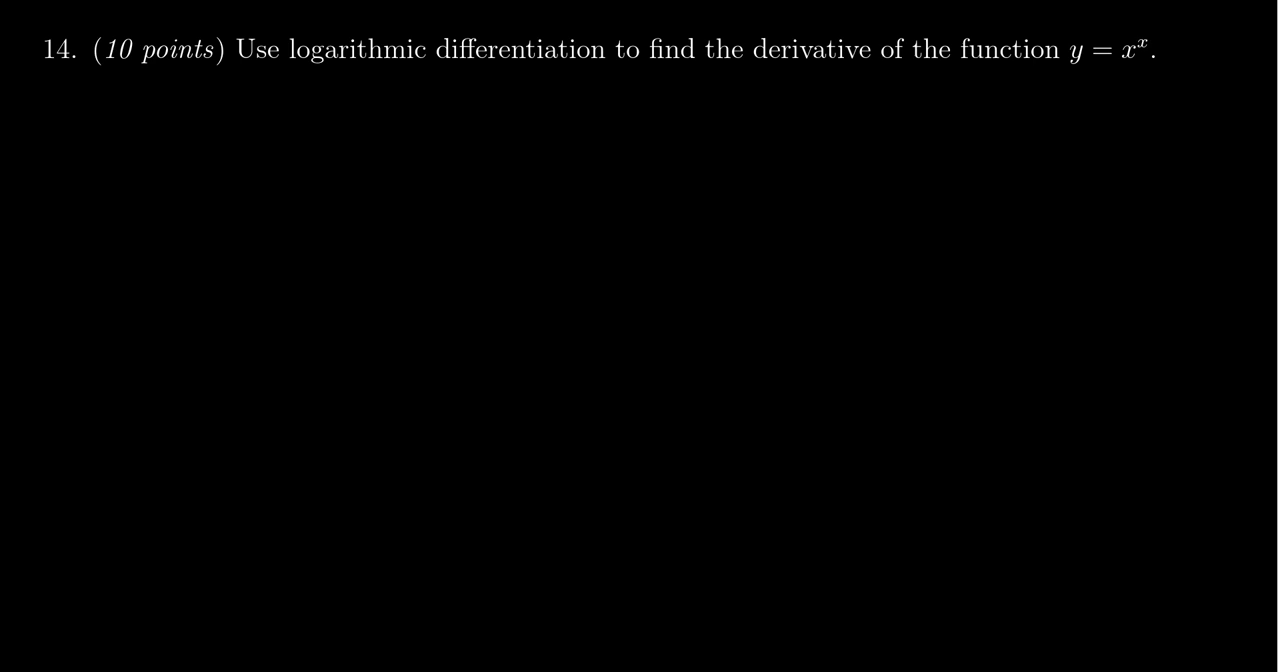 14. (10 points) Use logarithmic differentiation to find the derivative of the function $y = x^x$.